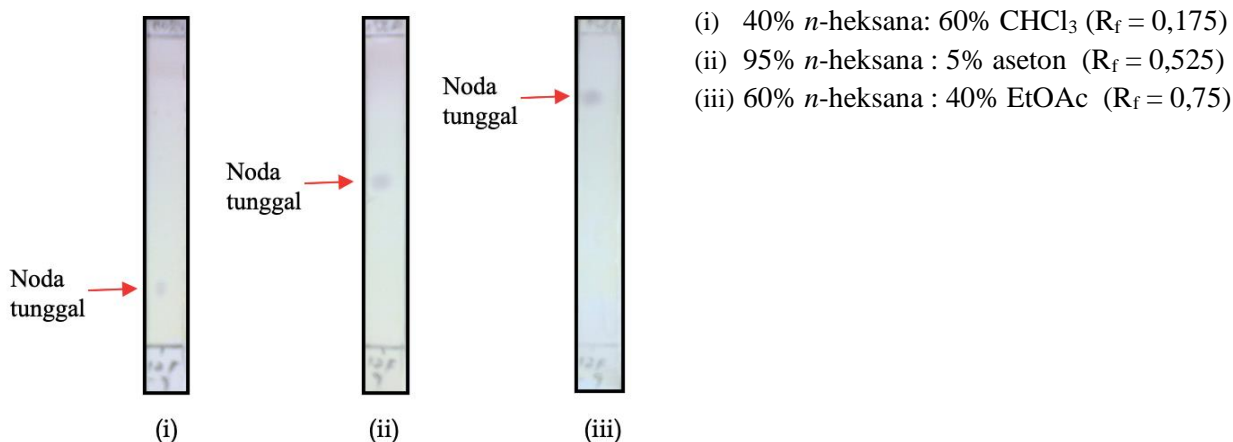 (i) 40% n-heksana: 60% CHCl₃ (Rf = 0,175)
(ii) 95% n-heksana : 5% aseton (Rf = 0,525)
(iii) 60% n-heksana : 40% EtOAc (Rf = 0,75)
Noda
tunggal
Noda
tunggal
Noda
tunggal
(i)
(ii)
(iii)